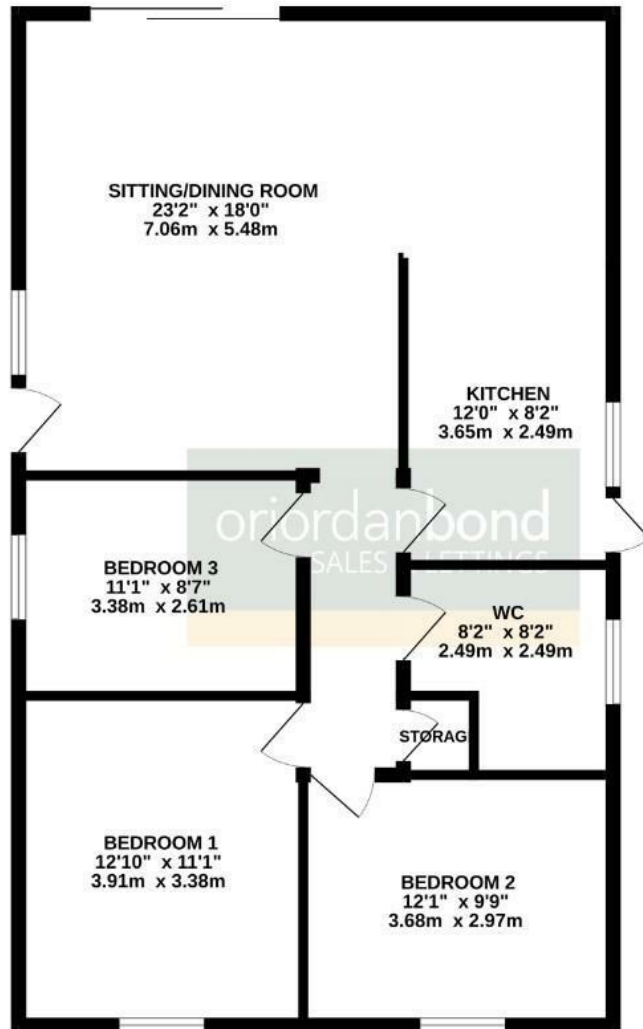 SITTING/DINING ROOM
23'2" x 18'0"
7.06m x 5.48m
KITCHEN
12'0" x 8'2"
3.65m x 2.49m
oriordanbond
SALES & LETTINGS
BEDROOM 3
11'1" x 8'7"
3.38m x 2.61m
WC
8'2" x 8'2"
2.49m x 2.49m
STORAG
BEDROOM 1
12'10" x 11'1"
3.91m x 3.38m
BEDROOM 2
12'1" x 9'9"
3.68m x 2.97m